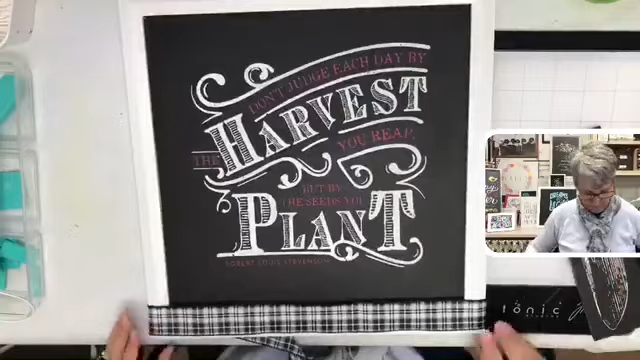 DON'T JUDGE EACH DAY BY
THE HARVEST
YOU REAP,
BUT BY
THE SEEDS YOU
PLANT
ROBERT LOUIS STEVENSON
tonic